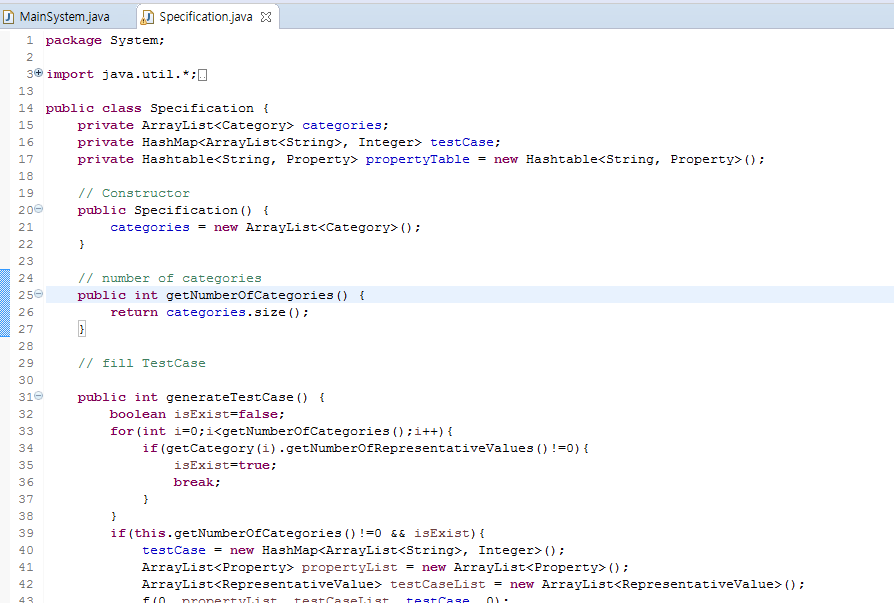 MainSystem.java Specification.java
1 package System;
2
3 import java.util.*;
13
14 public class Specification {
15 private ArrayList<Category> categories;
16 private HashMap<ArrayList<String>, Integer> testCase;
17 private Hashtable<String, Property> propertyTable = new Hashtable<String, Property>();
18
19 // Constructor
20 public Specification() {
21 categories = new ArrayList<Category>();
22 }
23
24 // number of categories
25 public int getNumberOfCategories() {
26 return categories.size();
27 }
28
29 // fill TestCase
30
31 public int generateTestCase() {
32 boolean isExist=false;
33 for(int i=0;i<getNumberOfCategories();i++){
34 if(getCategory(i).getNumberOfRepresentativeValues()!=0){
35 isExist=true;
36 break;
37 }
38 }
39 if(this.getNumberOfCategories()!=0 && isExist){
40 testCase = new HashMap<ArrayList<String>, Integer>();
41 ArrayList<Property> propertyList = new ArrayList<Property>();
42 ArrayList<RepresentativeValue> testCaseList = new ArrayList<RepresentativeValue>();
43 f(0, propertyList, testCaseList, testCase, 0);